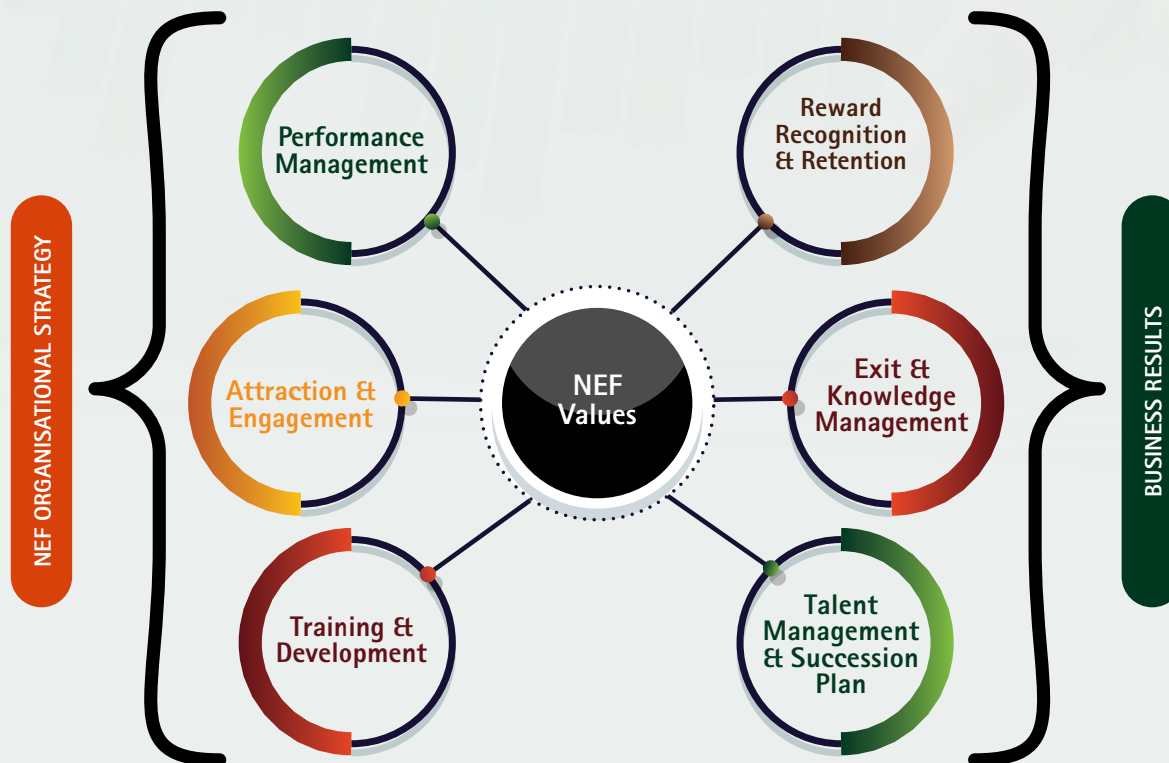 NEF ORGANISATIONAL STRATEGY
Performance
Management
Attraction &
Engagement
Training &
Development
NEF
Values
Reward
Recognition
& Retention
Exit &
Knowledge
Management
Talent
Management
& Succession
Plan
BUSINESS RESULTS